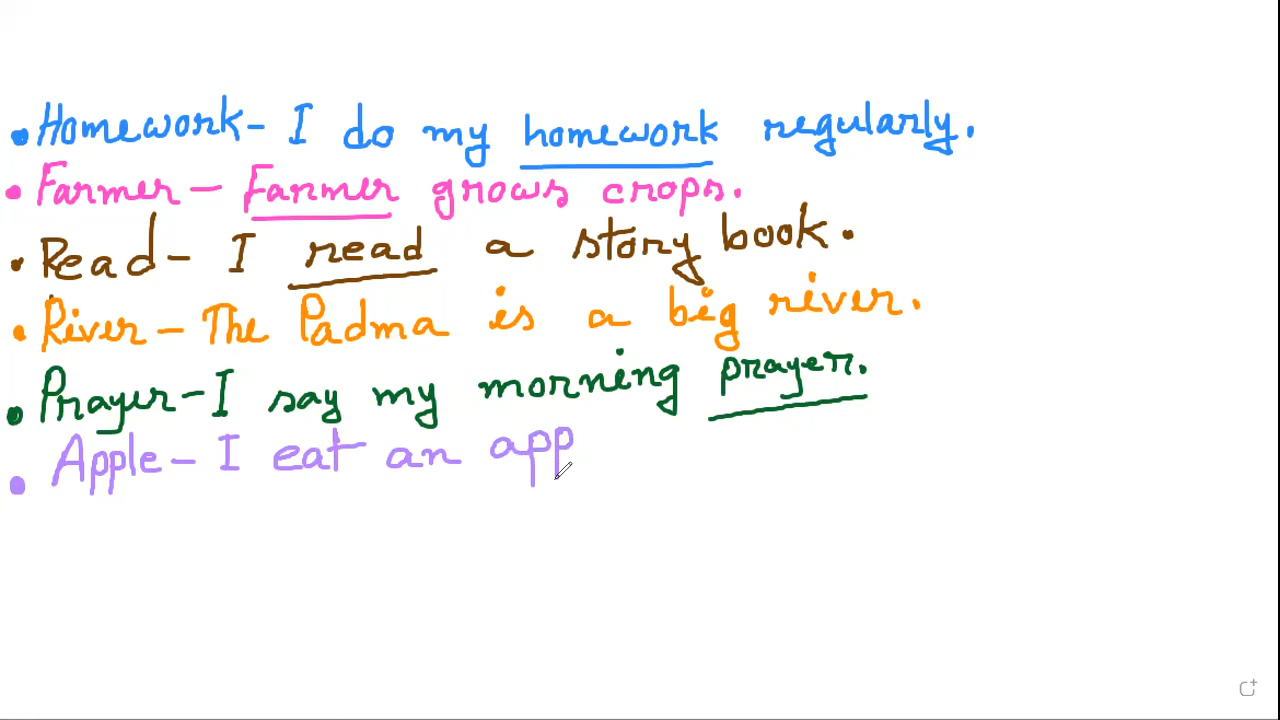 • Homework - I do my homework regularly.
• Farmer - Farmer grows crops.
• Read - I read a story book.
• River - The Padma is a big river.
• Prayer - I say my morning prayer.
• Apple - I eat an app